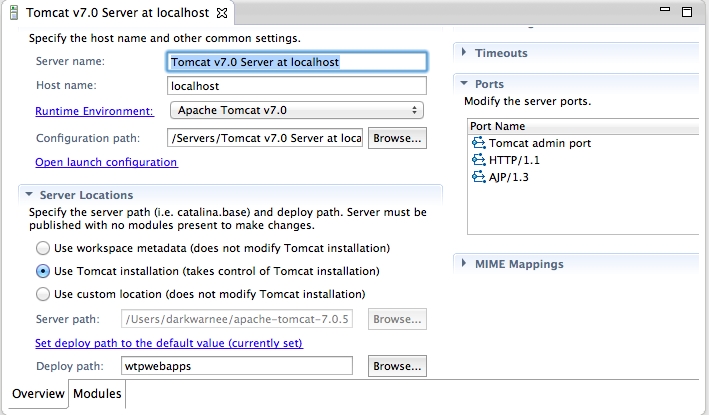 Tomcat v7.0 Server at localhost
Specify the host name and other common settings.
Server name:
Tomcat v7.0 Server at localhost
Host name:
localhost
Runtime Environment:
Apache Tomcat v7.0
Configuration path:
/Servers/Tomcat v7.0 Server at loca
Browse...
Open launch configuration
Server Locations
Specify the server path (i.e. catalina.base) and deploy path. Server must be
published with no modules present to make changes.
Use workspace metadata (does not modify Tomcat installation)
Use Tomcat installation (takes control of Tomcat installation)
Use custom location (does not modify Tomcat installation)
Server path:
/Users/darkwarnee/apache-tomcat-7.0.5
Browse...
Set deploy path to the default value (currently set)
Deploy path:
wtpwebapps
Browse...
Timeouts
Ports
Modify the server ports.
Port Name
Tomcat admin port
HTTP/1.1
AJP/1.3
MIME Mappings
Overview
Modules